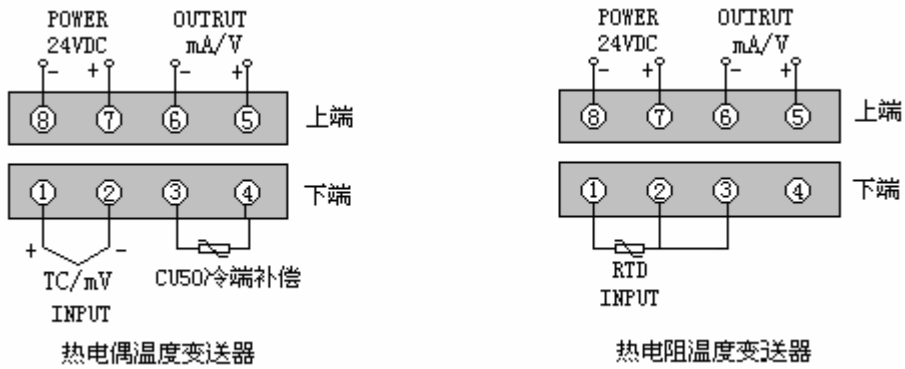 POWER
24VDC
OUTRUT
mA/V
- + - +
8 7 6 5
上端
1 2 3 4
下端
+ -
TC/mV
INPUT
CU50冷端补偿
热电偶温度变送器
POWER
24VDC
OUTRUT
mA/V
- + - +
8 7 6 5
上端
1 2 3 4
下端
RTD
INPUT
热电阻温度变送器